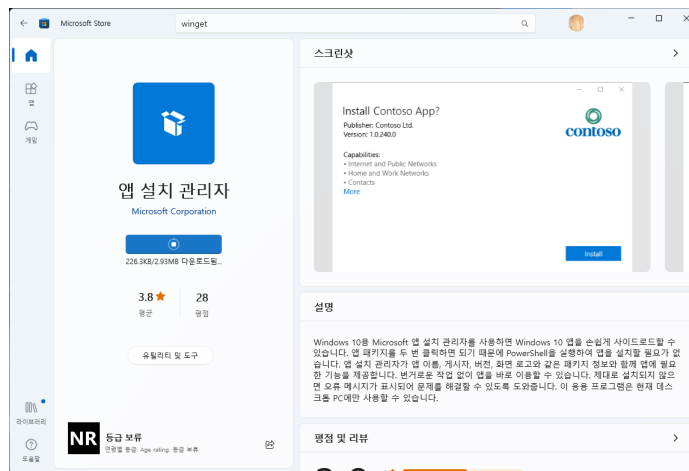 Microsoft Store
winget
앱
게임
라이브러리
도움말
앱 설치 관리자
Microsoft Corporation
226.3KB/2.93MB 다운로드됨...
3.8
28
평균
평점
유틸리티 및 도구
NR
등급 보류
연령별 등급: Age rating: 등급 보류
스크린샷
Install Contoso App?
Publisher: Contoso Ltd.
Version: 1.0.240.0
Capabilities:
• Internet and Public Networks
• Home and Work Networks
• Contacts
More
contoso
Install
설명
Windows 10용 Microsoft 앱 설치 관리자를 사용하면 Windows 10 앱을 손쉽게 사이드로드할 수
있습니다. 앱 패키지를 두 번 클릭하면 되기 때문에 PowerShell을 실행하여 앱을 설치할 필요가 없
습니다. 앱 설치 관리자가 앱 이름, 게시자, 버전, 화면 로고와 같은 패키지 정보와 함께 앱에 필요
한 기능을 제공합니다. 번거로운 작업 없이 앱을 바로 이용할 수 있습니다. 제대로 설치되지 않으
면 오류 메시지가 표시되어 문제를 해결할 수 있도록 도와줍니다. 이 응용 프로그램은 현재 데스
크톱 PC에만 사용할 수 있습니다.
평점 및 리뷰